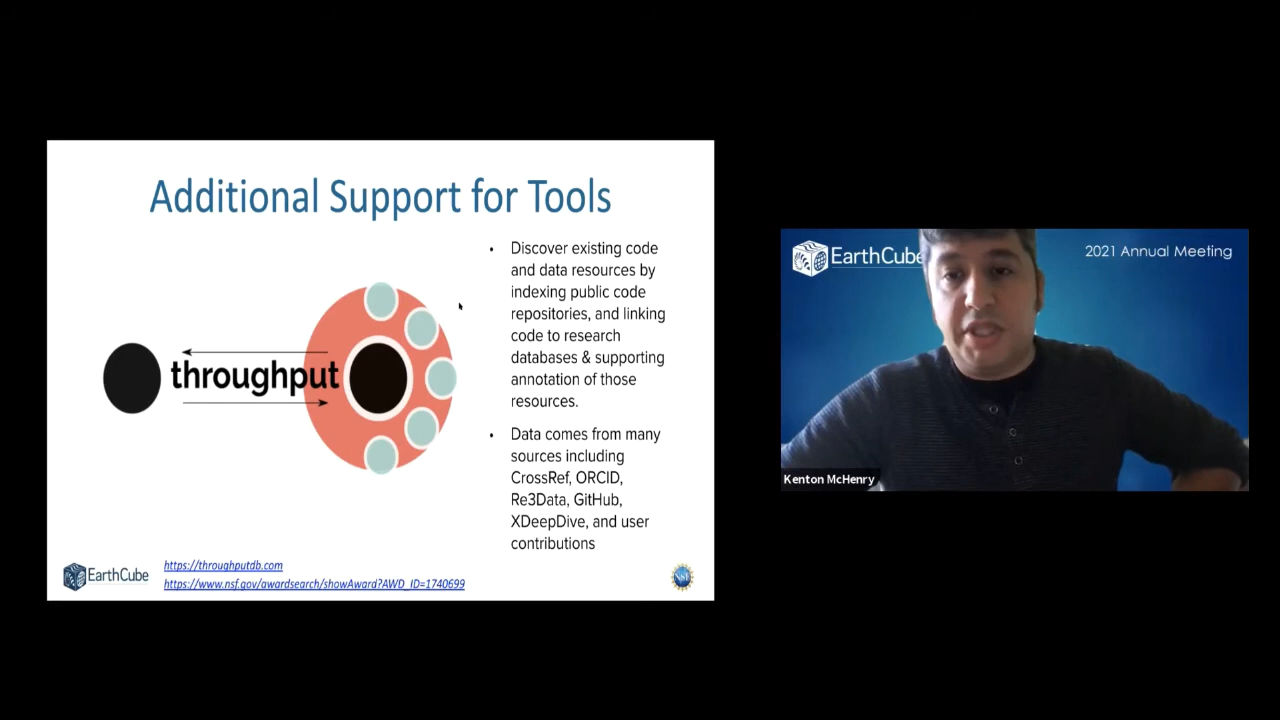 Additional Support for Tools
throughput
• Discover existing code
and data resources by
indexing public code
repositories, and linking
code to research
databases & supporting
annotation of those
resources.
• Data comes from many
sources including
CrossRef, ORCID,
Re3Data, GitHub,
XDeepDive, and user
contributions
EarthCube
https://throughputdb.com
https://www.nsf.gov/awardsearch/showAward?AWD_ID=1740699
NSF
EarthCube
2021 Annual Meeting
Kenton McHenry